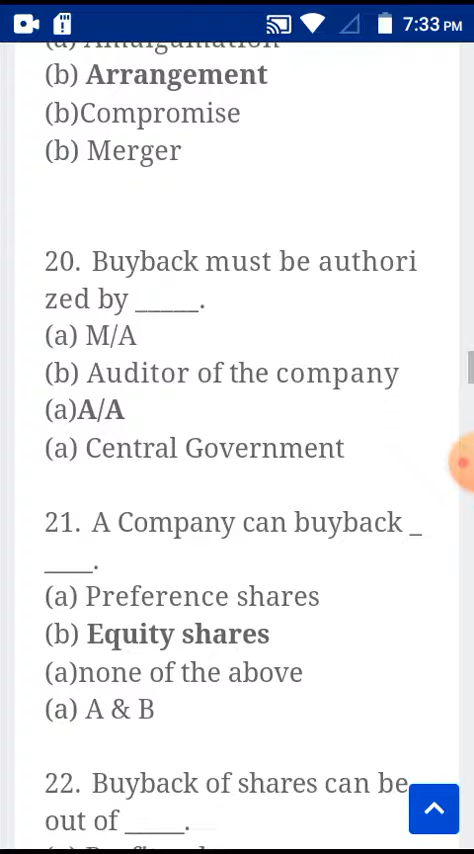 7:33 PM
(a) Amalgamation
(b) Arrangement
(b)Compromise
(b) Merger
20. Buyback must be authori
zed by _____.
(a) M/A
(b) Auditor of the company
(a)A/A
(a) Central Government
21. A Company can buyback _
____.
(a) Preference shares
(b) Equity shares
(a)none of the above
(a) A & B
22. Buyback of shares can be
out of _____.